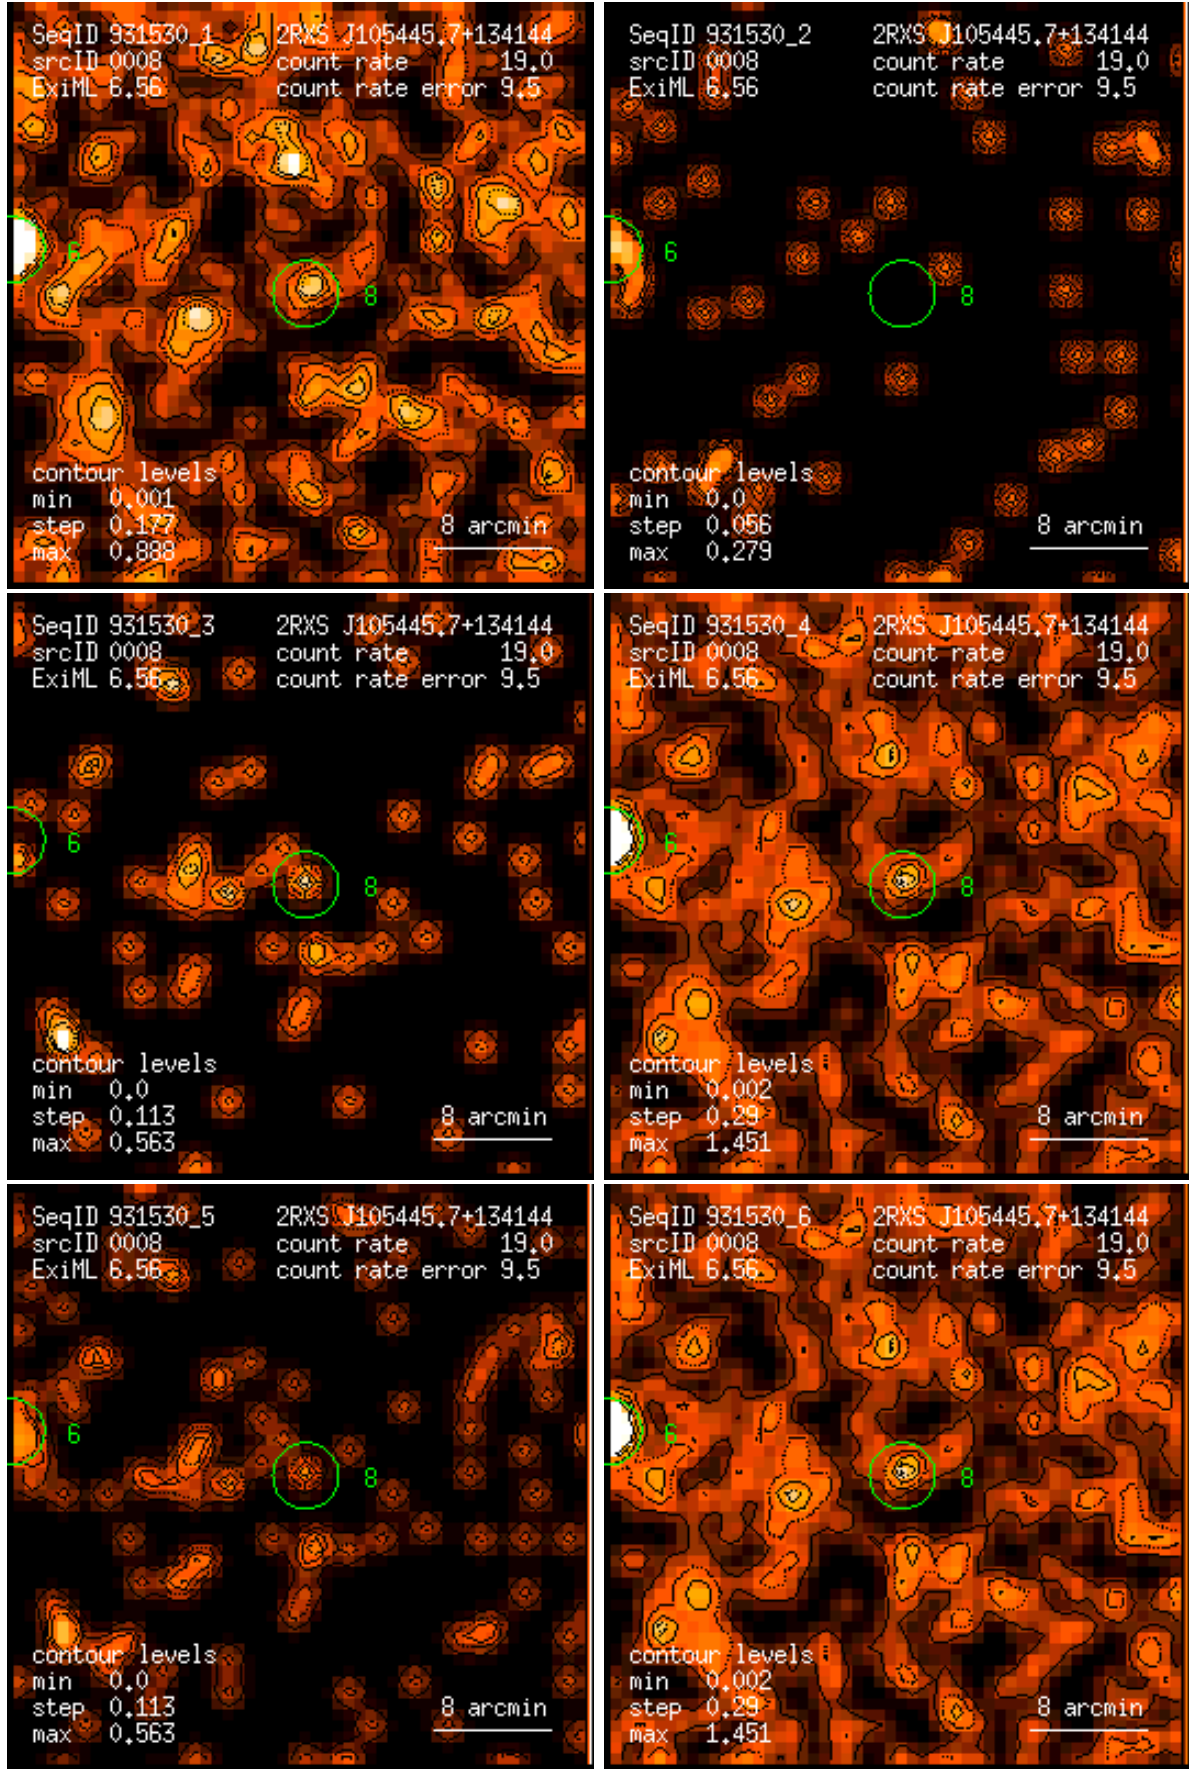 SeqID 931530_1 2RXS J105445.7+134144
srcID 0008 count rate 19.0
ExiML 6.56 count rate error 9.5
6
8
contour levels
min 0.001
step 0.177 8 arcmin
max 0.888
SeqID 931530_2 2RXS J105445.7+134144
srcID 0008 count rate 19.0
ExiML 6.56 count rate error 9.5
6
8
contour levels
min 0.0
step 0.056 8 arcmin
max 0.279
SeqID 931530_3 2RXS J105445.7+134144
srcID 0008 count rate 19.0
ExiML 6.56 count rate error 9.5
6
8
contour levels
min 0.0
step 0.113 8 arcmin
max 0.563
SeqID 931530_4 2RXS J105445.7+134144
srcID 0008 count rate 19.0
ExiML 6.56 count rate error 9.5
6
8
contour levels
min 0.002
step 0.29 8 arcmin
max 1.451
SeqID 931530_5 2RXS J105445.7+134144
srcID 0008 count rate 19.0
ExiML 6.56 count rate error 9.5
6
8
contour levels
min 0.0
step 0.113 8 arcmin
max 0.563
SeqID 931530_6 2RXS J105445.7+134144
srcID 0008 count rate 19.0
ExiML 6.56 count rate error 9.5
6
8
contour levels
min 0.002
step 0.29 8 arcmin
max 1.451